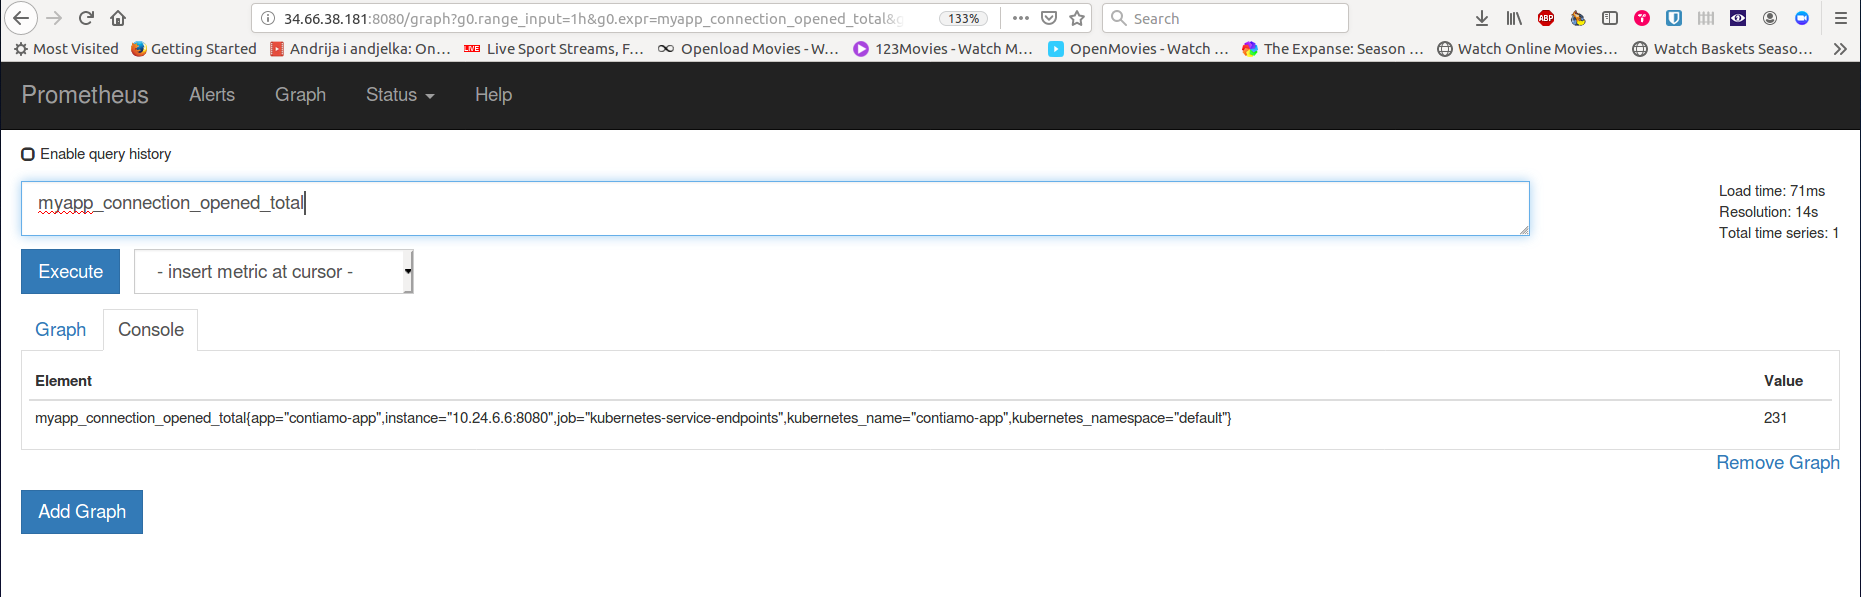 34.66.38.181:8080/graph?g0.range_input=1h&g0.expr=myapp_connection_opened_total& 133% Search
Most Visited Getting Started Andrija i andjelka: On... Live Sport Streams, F... Openload Movies - W... 123Movies - Watch M... OpenMovies - Watch ... The Expanse: Season ... Watch Online Movies... Watch Baskets Seaso...
Prometheus Alerts Graph Status Help
Enable query history
myapp_connection_opened_total
Load time: 71ms
Resolution: 14s
Total time series: 1
Execute - insert metric at cursor -
Graph Console
Element Value
myapp_connection_opened_total{app="contiamo-app",instance="10.24.6.6:8080",job="kubernetes-service-endpoints",kubernetes_name="contiamo-app",kubernetes_namespace="default"} 231
Remove Graph
Add Graph